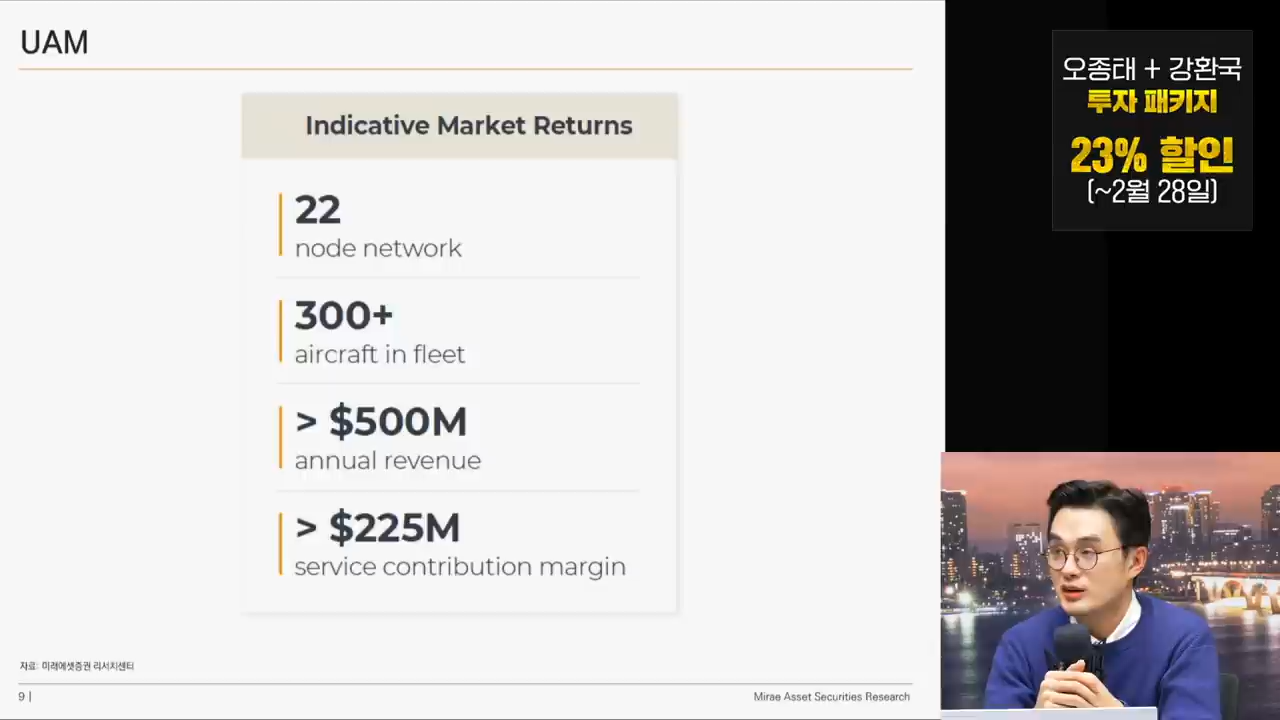 UAM
Indicative Market Returns
22
node network
300+
aircraft in fleet
> $500M
annual revenue
> $225M
service contribution margin
자료: 미래에셋증권 리서치센터
9 |
Mirae Asset Securities Research
오종태 + 강환국
투자 패키지
23% 할인
(~2월 28일)